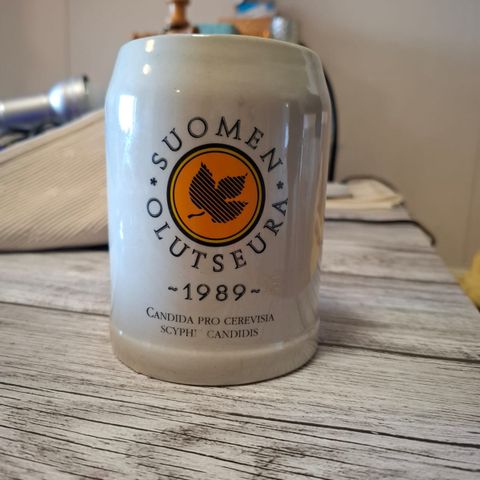 * SUOMEN *
OLUTSEURA
~1989~
CANDIDA PRO CEREVISIA
CANDIDIS